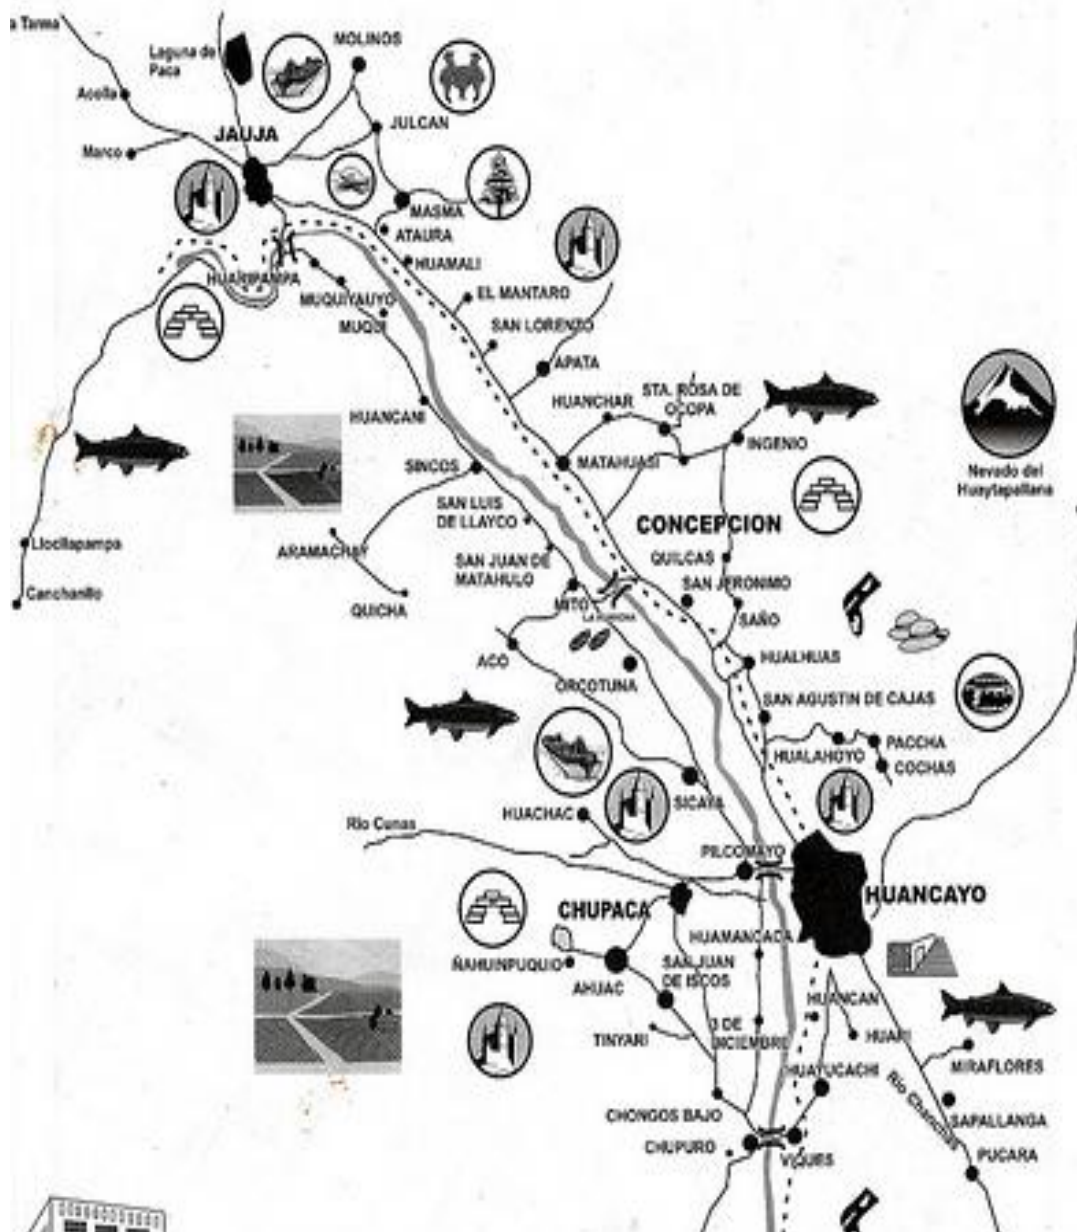 a Tarma
Laguna de
Paca
MOLINOS
Acolla
JULCAN
JAUJA
Marco
MASMA
ATAURA
HUAMALI
HUARIPAMPA
EL MANTARO
MUQUIYAUYO
MUQUI
SAN LORENZO
APATA
STA. ROSA DE
OCOPA
HUANCHAR
HUANCANI
INGENIO
MATAHUASI
SINCOS
Nevado del
Huaytapallana
SAN LUIS
DE LLAYCO
CONCEPCION
Llocllapampa
ARAMACHAY
QUILCAS
SAN JUAN DE
MATAHULO
SAN JERONIMO
Canchanllo
QUICHA
MITO
SAÑO
ACO
HUALHUAS
ORCOTUNA
SAN AGUSTIN DE CAJAS
PACCHA
HUALAHOYO
COCHAS
SICAYA
HUACHAC
Río Cunas
PILCOMAYO
HUANCAYO
CHUPACA
HUAMANCACA
ÑAHUINPUQUIO
SAN JUAN
DE ISCOS
AHUAC
HUANCAN
3 DE
DICIEMBRE
HUARI
TINYARI
HUAYUCACHI
MIRAFLORES
Río Chanchas
CHONGOS BAJO
SAPALLANGA
CHUPURO
VIQUES
PUCARA